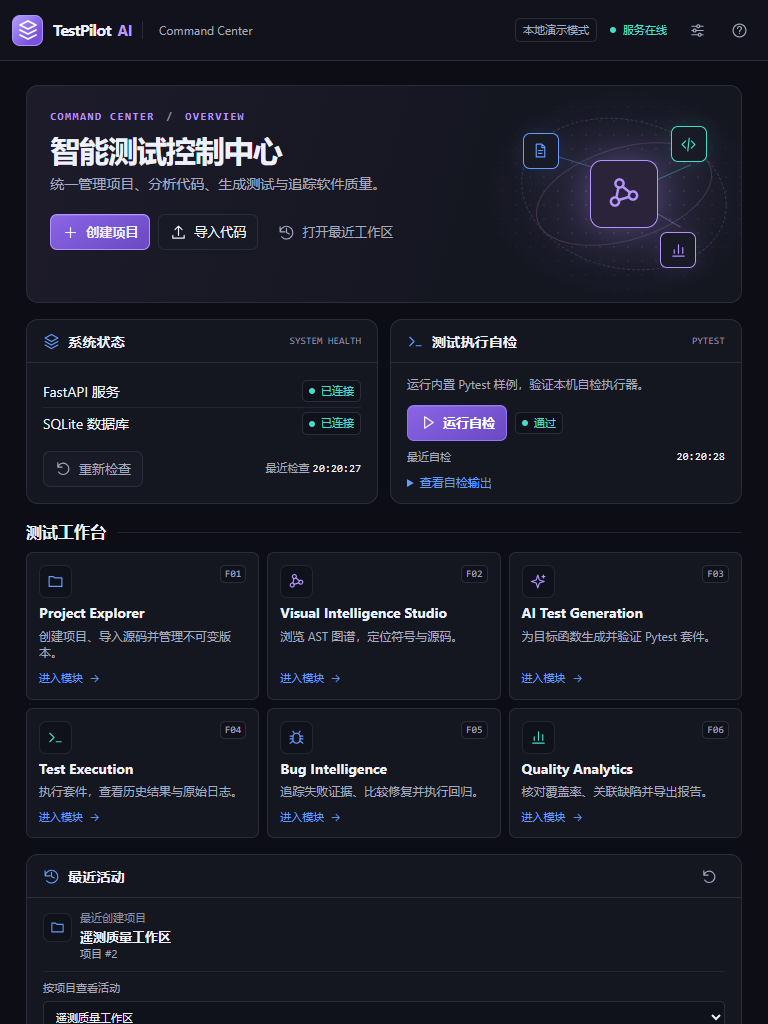 TestPilot AI
Command Center
本地演示模式
服务在线
COMMAND CENTER / OVERVIEW
智能测试控制中心
统一管理项目、分析代码、生成测试与追踪软件质量。
创建项目
导入代码
打开最近工作区
系统状态
SYSTEM HEALTH
FastAPI 服务
已连接
SQLite 数据库
已连接
重新检查
最近检查 20:20:27
测试执行自检
PYTEST
运行内置 Pytest 样例，验证本机自检执行器。
运行自检
通过
最近自检
20:20:28
查看自检输出
测试工作台
F01
Project Explorer
创建项目、导入源码并管理不可变版
本。
进入模块 →
F02
Visual Intelligence Studio
浏览 AST 图谱，定位符号与源码。
进入模块 →
F03
AI Test Generation
为目标函数生成并验证 Pytest 套件。
进入模块 →
F04
Test Execution
执行套件，查看历史结果与原始日志。
进入模块 →
F05
Bug Intelligence
追踪失败证据、比较修复并执行回归。
进入模块 →
F06
Quality Analytics
核对覆盖率、关联缺陷并导出报告。
进入模块 →
最近活动
最近创建项目
遥测质量工作区
项目 #2
按项目查看活动
遥测质量工作区